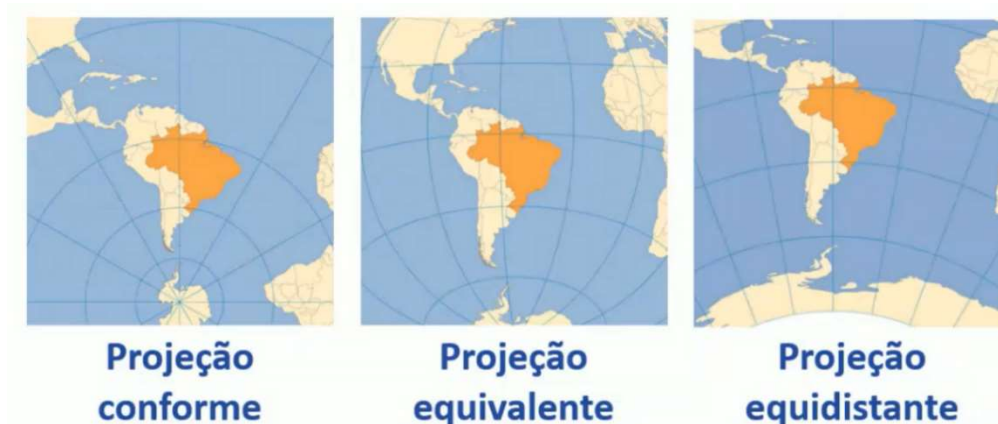 Projeção
conforme
Projeção
equivalente
Projeção
equidistante